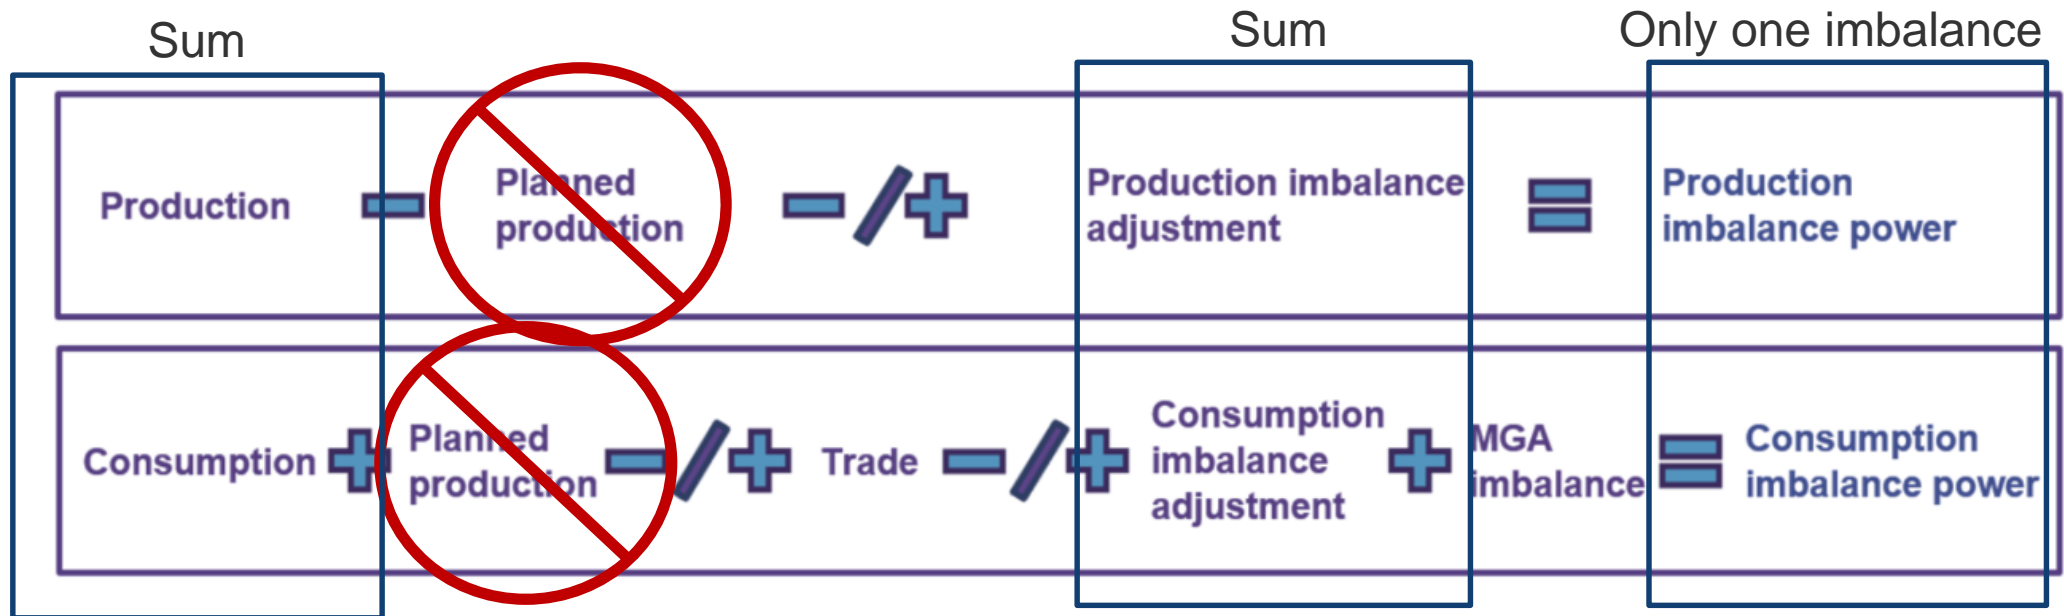 Sum
Sum
Only one imbalance
Production − Planned production −/+ Production imbalance adjustment = Production imbalance power
Consumption + Planned production −/+ Trade −/+ Consumption imbalance adjustment + MGA imbalance = Consumption imbalance power